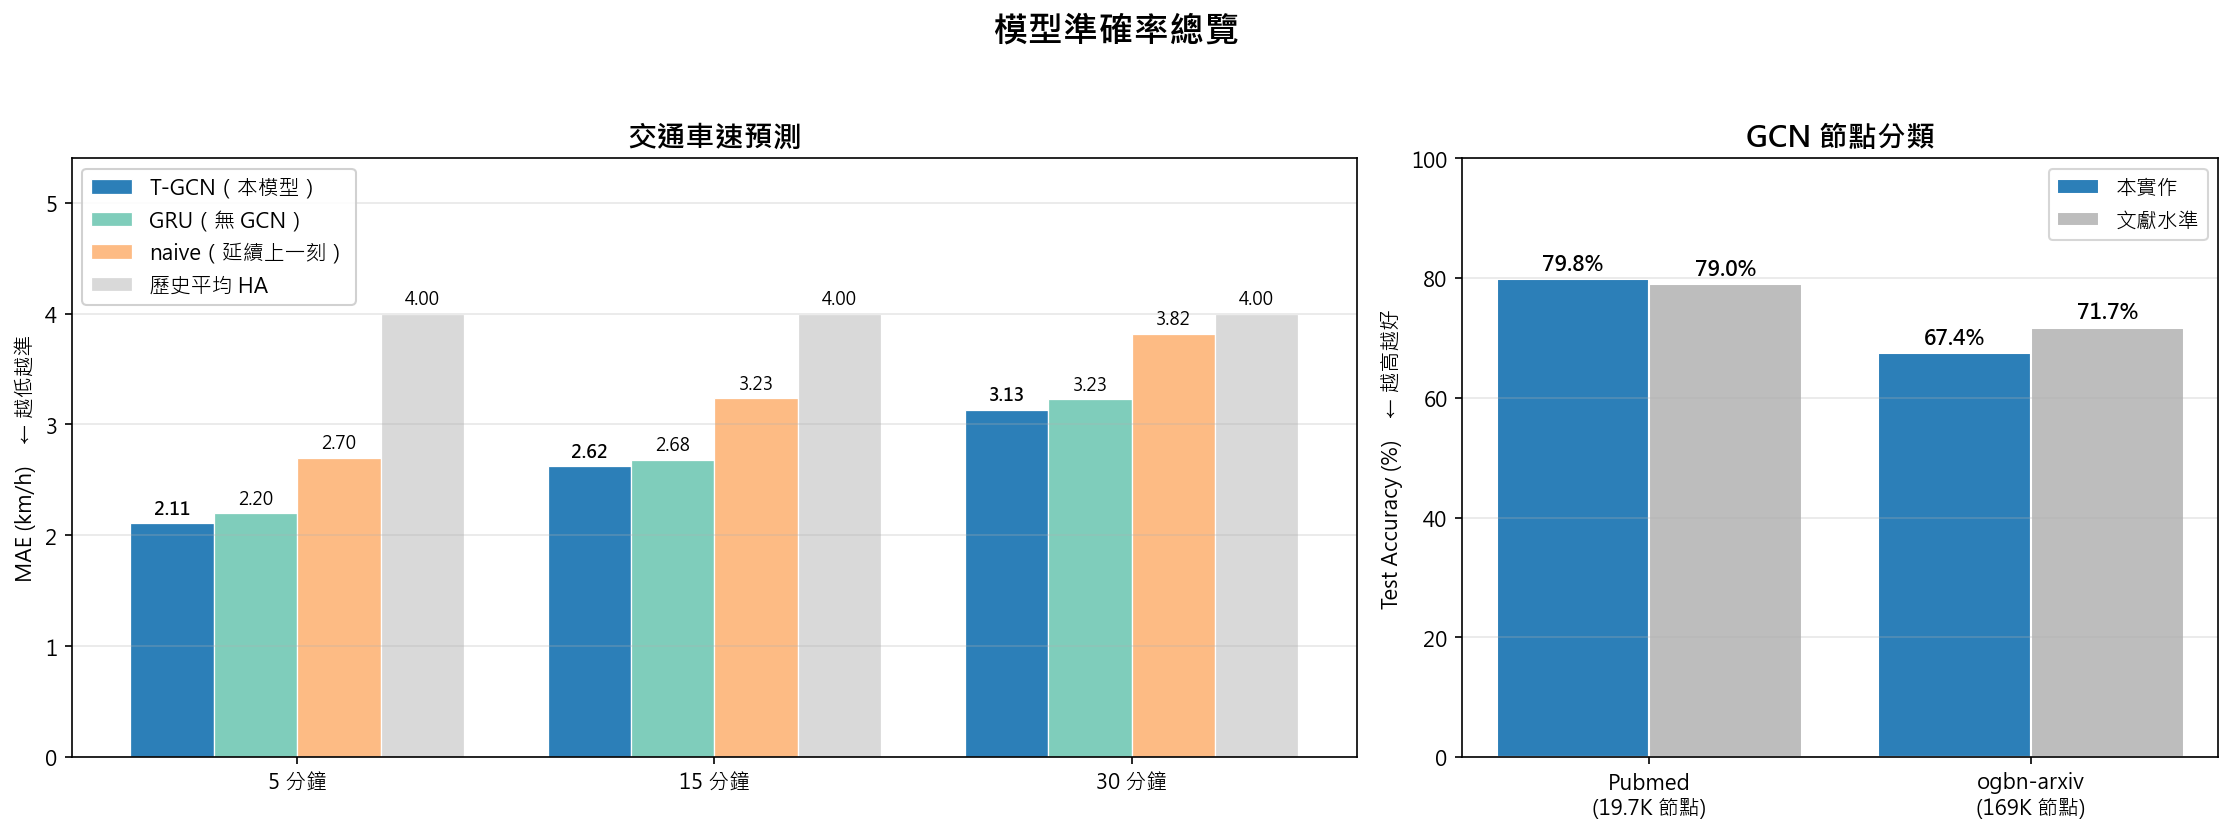 模型準確率總覽
交通車速預測
MAE (km/h) ← 越低越準
5
4
3
2
1
0
T-GCN（本模型）
GRU（無 GCN）
naive（延續上一刻）
歷史平均 HA
2.11
2.20
2.70
4.00
2.62
2.68
3.23
4.00
3.13
3.23
3.82
4.00
5 分鐘
15 分鐘
30 分鐘
GCN 節點分類
Test Accuracy (%) ← 越高越好
100
80
60
40
20
0
本實作
文獻水準
79.8%
79.0%
67.4%
71.7%
Pubmed
(19.7K 節點)
ogbn-arxiv
(169K 節點)